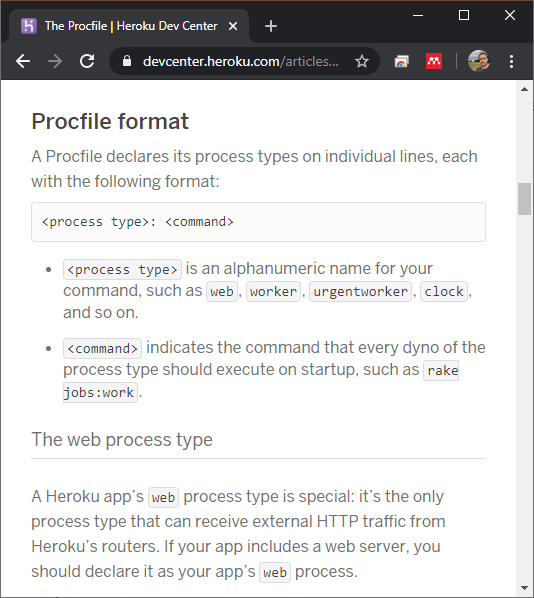 The Procfile | Heroku Dev Center
devcenter.heroku.com/articles...
Procfile format
A Procfile declares its process types on individual lines, each
with the following format:
<process type>: <command>
• <process type> is an alphanumeric name for your
command, such as web, worker, urgentworker, clock,
and so on.
• <command> indicates the command that every dyno of the
process type should execute on startup, such as rake
jobs:work.
The web process type
A Heroku app's web process type is special: it's the only
process type that can receive external HTTP traffic from
Heroku's routers. If your app includes a web server, you
should declare it as your app's web process.